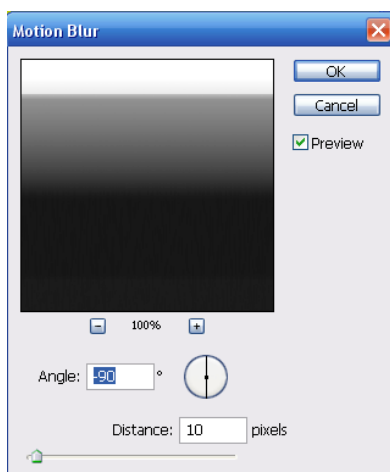 Motion Blur
OK
Cancel
Preview
100%
Angle: -90 °
Distance: 10 pixels